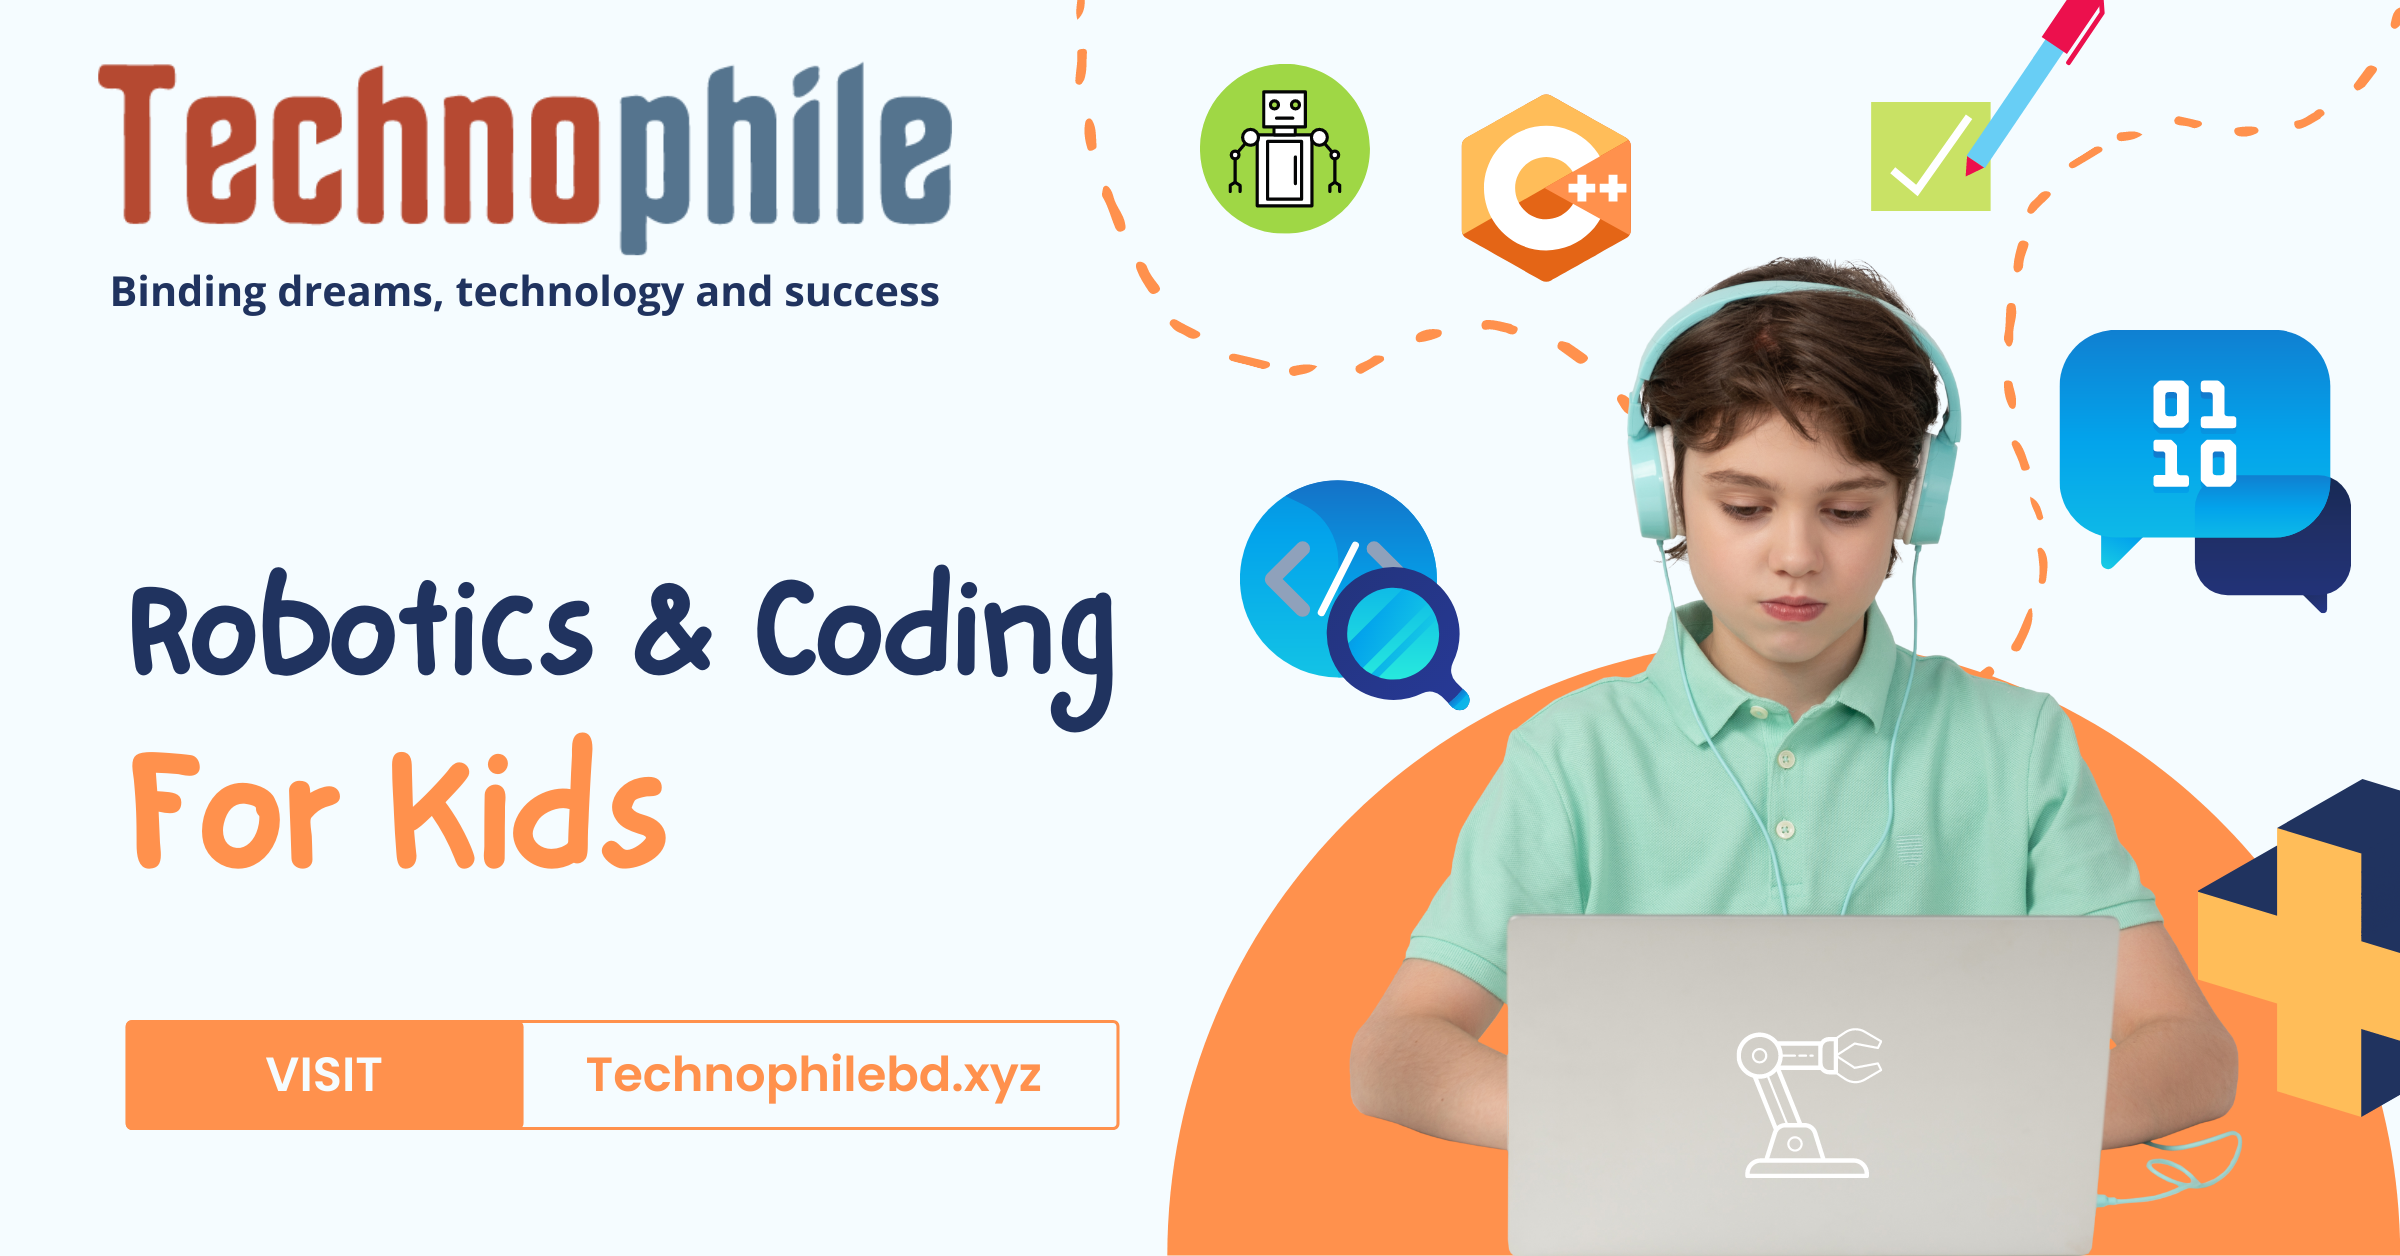 Technophile
Binding dreams, technology and success
C++
01
10
</>
Robotics & Coding
For Kids
VISIT Technophilebd.xyz